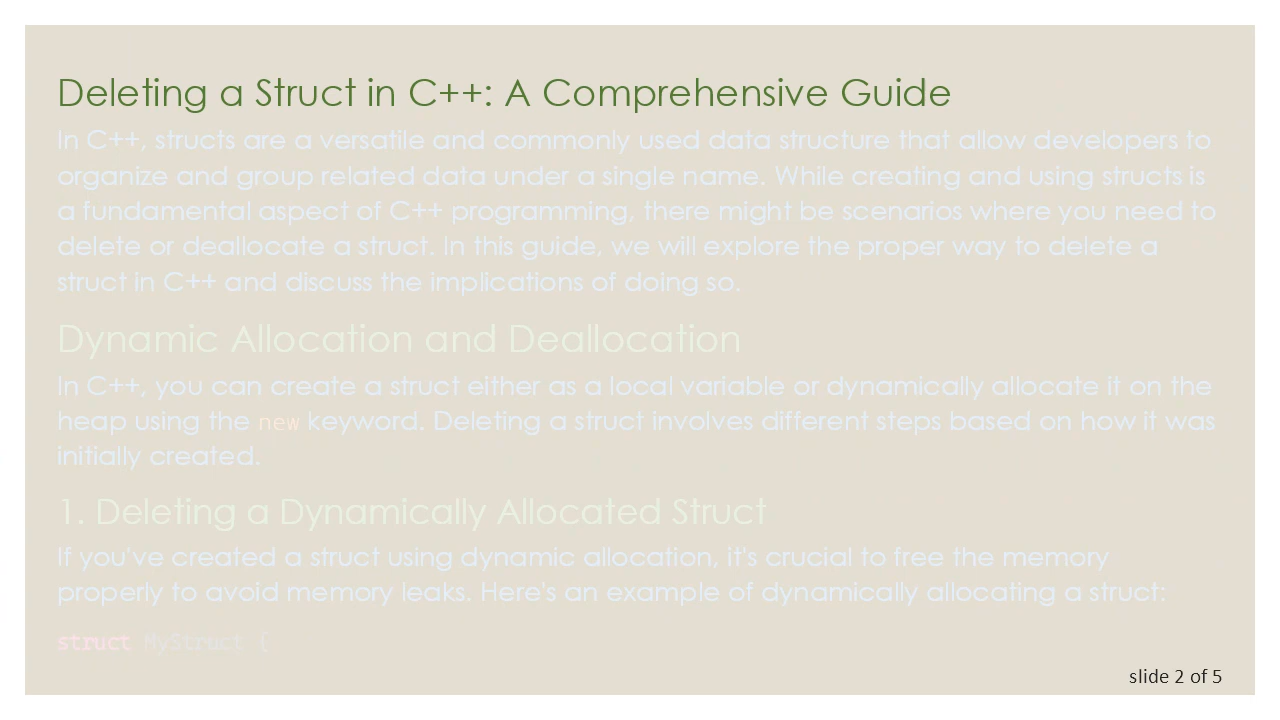 Deleting a Struct in C++: A Comprehensive Guide
In C++, structs are a versatile and commonly used data structure that allow developers to
organize and group related data under a single name. While creating and using structs is
a fundamental aspect of C++ programming, there might be scenarios where you need to
delete or deallocate a struct. In this guide, we will explore the proper way to delete a
struct in C++ and discuss the implications of doing so.
Dynamic Allocation and Deallocation
In C++, you can create a struct either as a local variable or dynamically allocate it on the
heap using the new keyword. Deleting a struct involves different steps based on how it was
initially created.
1. Deleting a Dynamically Allocated Struct
If you've created a struct using dynamic allocation, it's crucial to free the memory
properly to avoid memory leaks. Here's an example of dynamically allocating a struct:
struct MyStruct {
slide 2 of 5